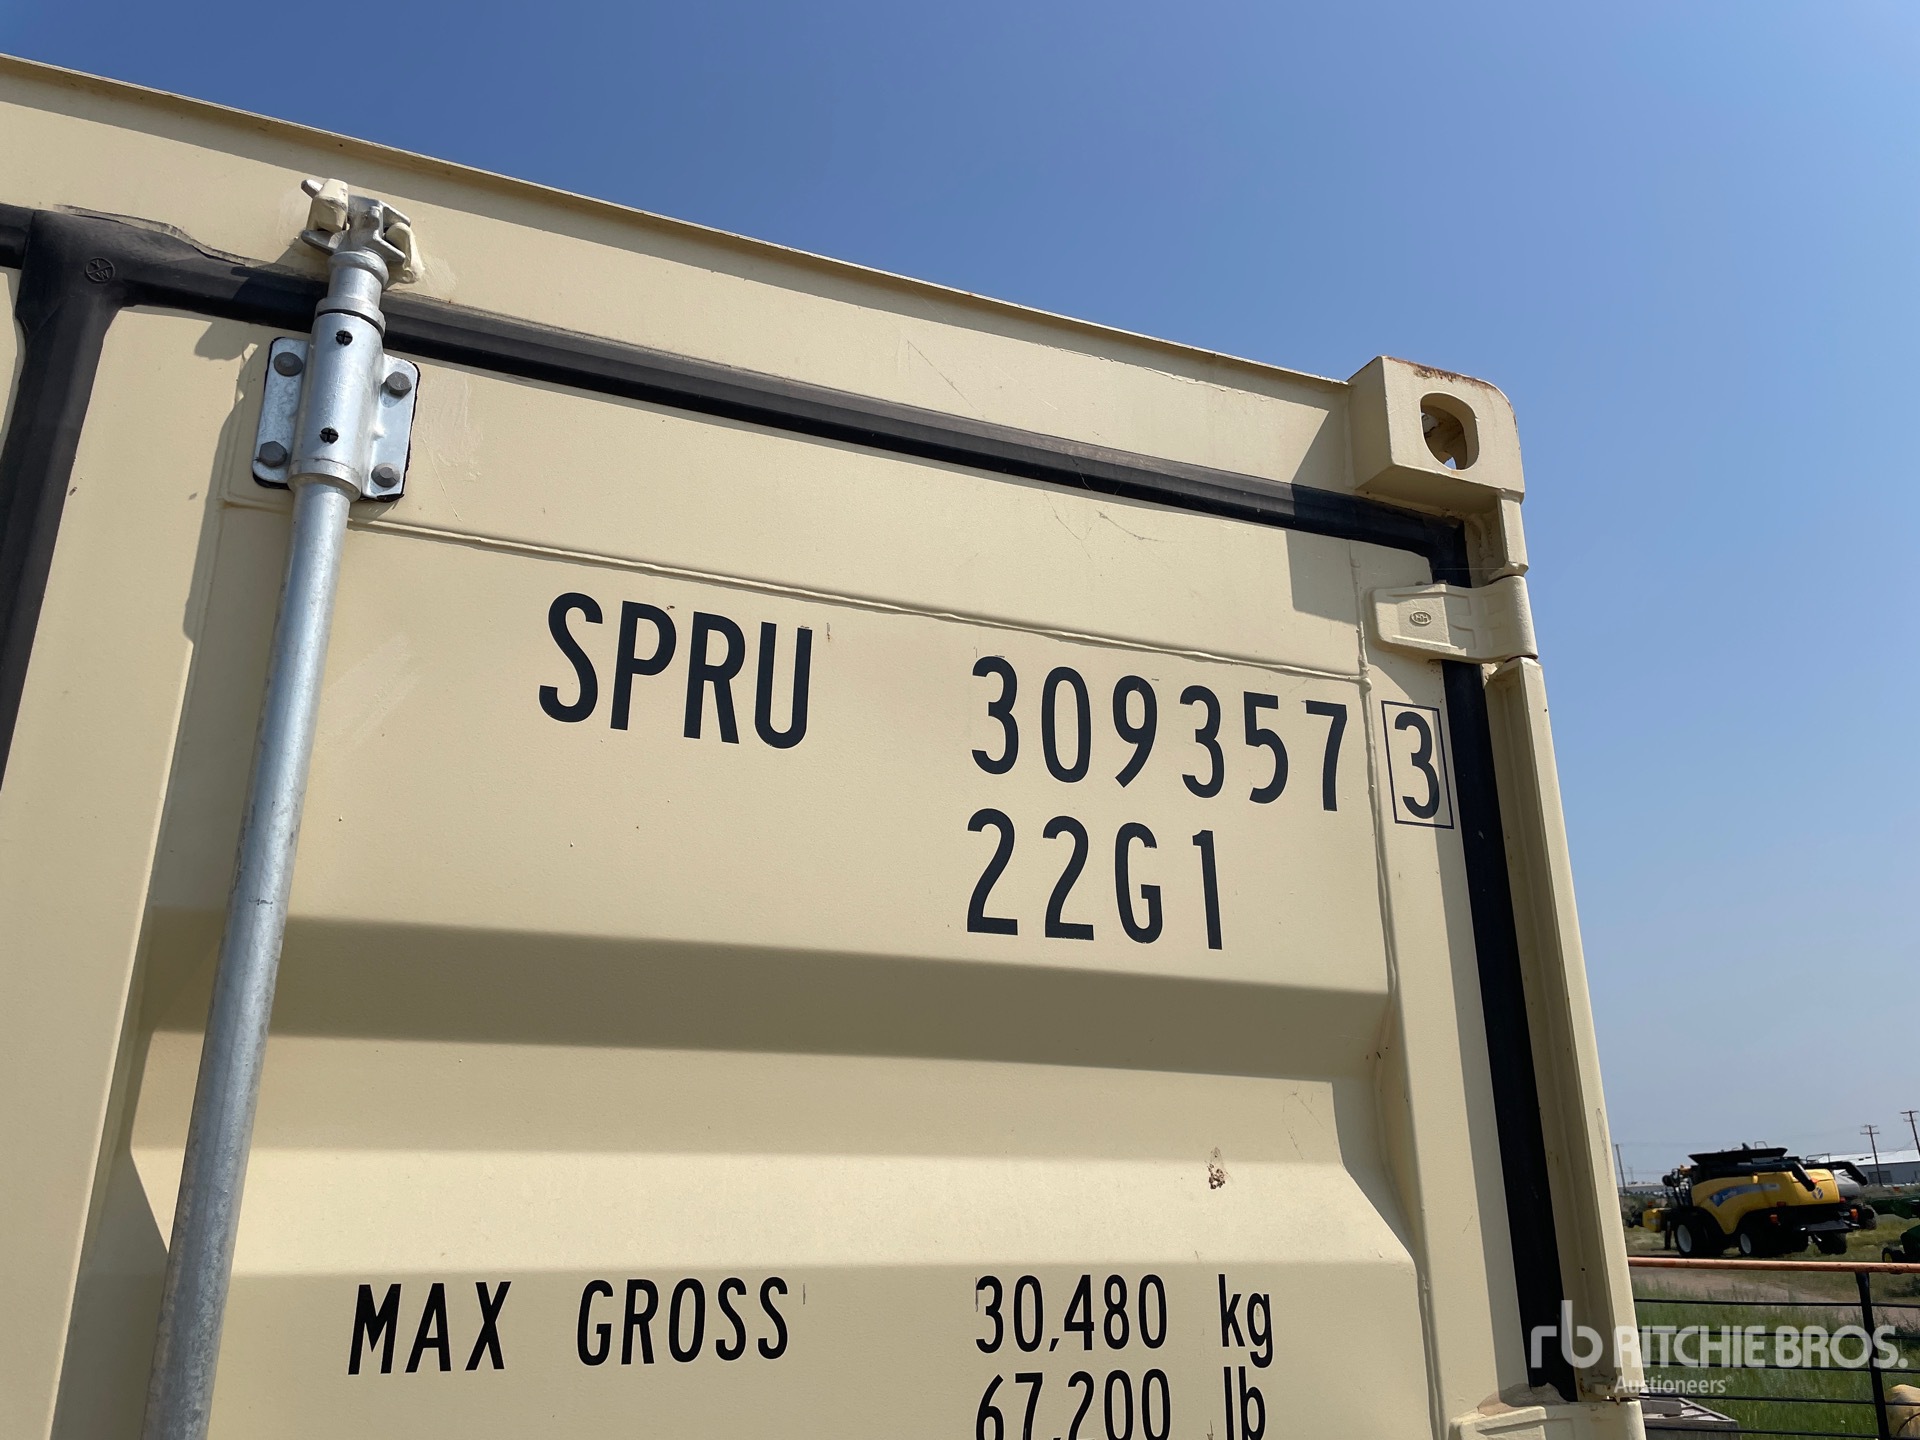 SPRU 309357 3
22G1
MAX GROSS 30,480 kg
67,200 lb
rb RITCHIE BROS.
Auctioneers